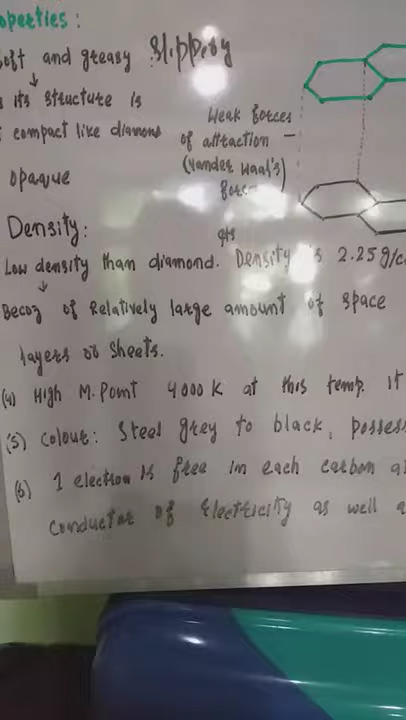 operties:
oft and greasy slippery
s its structure is
compact like diamond
Weak forces
of attraction –
(vander waal's)
force
opaque
Density:
its
Low density than diamond. Density is 2.25 g/c
Becoz of Relatively large amount of space
layers or sheets.
(4) High M.Point 4000 K at this temp. it
(5) colour: Steel grey to black, possess
(6) 1 electron is free in each carbon a
conductor of Electricity as well a